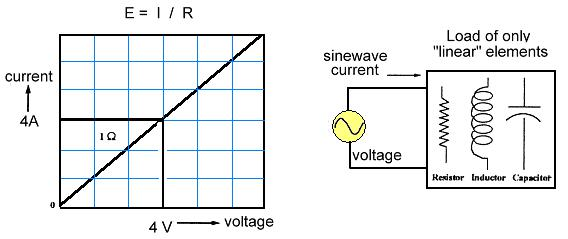 E = I / R
current
4A
1 Ω
0
4 V
voltage
Load of only
"linear" elements
sinewave
current
voltage
Resistor Inductor Capacitor